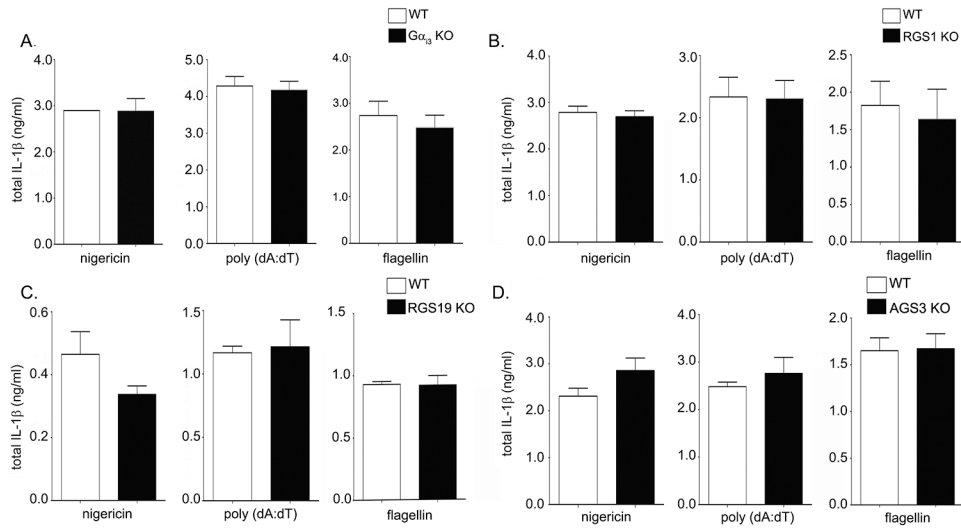 A.
WT
Gαi3 KO
total IL-1β (ng/ml)
4.0
3.0
2.0
1.0
0.0
nigericin
5.0
4.0
3.0
2.0
1.0
0.0
poly (dA:dT)
4.0
3.0
2.0
1.0
0
flagellin
B.
WT
RGS1 KO
total IL-1β (ng/ml)
4.0
3.0
2.0
1.0
0.0
nigericin
3.0
2.0
1.0
0.0
poly (dA:dT)
2.5
2.0
1.5
1.0
0.5
0.0
flagellin
C.
WT
RGS19 KO
total IL-1β (ng/ml)
0.6
0.4
0.2
0.0
nigericin
1.5
1.0
0.5
0.0
poly (dA:dT)
1.5
1.0
0.5
0.0
flagellin
D.
WT
AGS3 KO
total IL-1β (ng/ml)
4.0
3.0
2.0
1.0
0.0
nigericin
4.0
3.0
2.0
1.0
0.0
poly (dA:dT)
2.0
1.5
1.0
0.5
0.0
flagellin